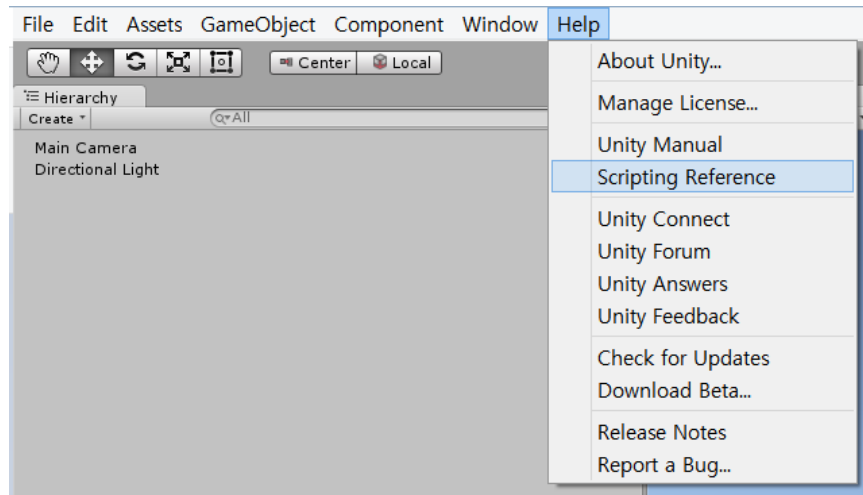 File Edit Assets GameObject Component Window Help
Center Local
Hierarchy
Create All
Main Camera
Directional Light
About Unity...
Manage License...
Unity Manual
Scripting Reference
Unity Connect
Unity Forum
Unity Answers
Unity Feedback
Check for Updates
Download Beta...
Release Notes
Report a Bug...